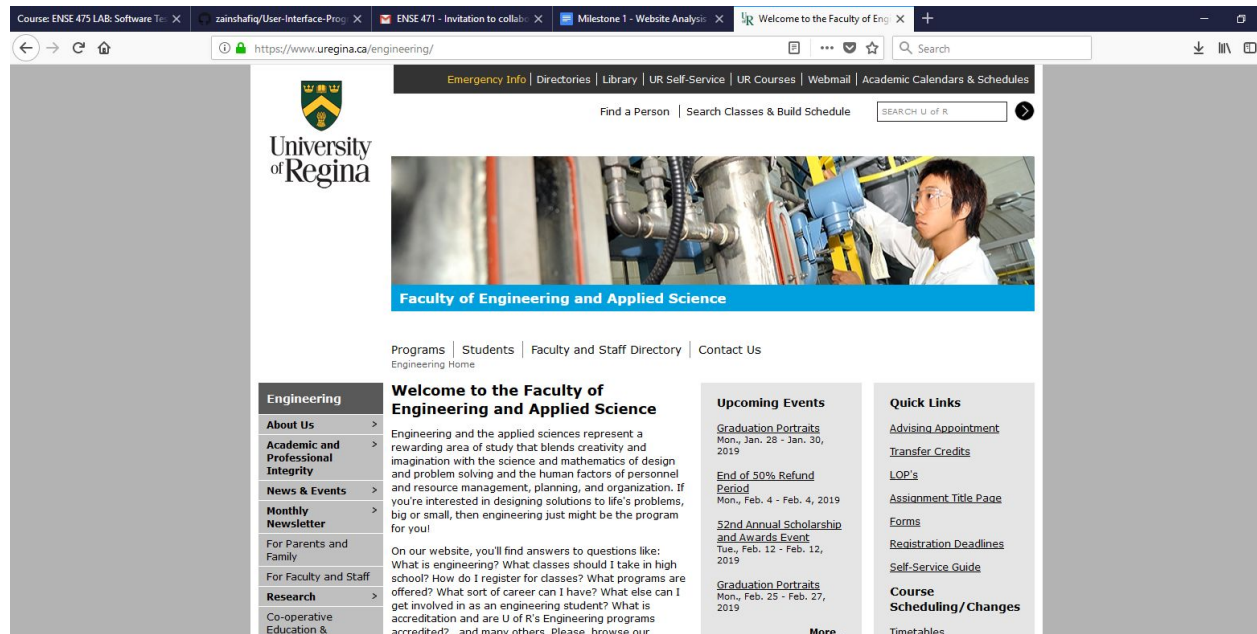 Course: ENSE 475 LAB: Software Te
zainshafiq/User-Interface-Prog
ENSE 471 - Invitation to collabo
Milestone 1 - Website Analysis
UR Welcome to the Faculty of Eng
https://www.uregina.ca/engineering/
Search
University
of Regina
Emergency Info | Directories | Library | UR Self-Service | UR Courses | Webmail | Academic Calendars & Schedules
Find a Person | Search Classes & Build Schedule
SEARCH U of R
Faculty of Engineering and Applied Science
Programs | Students | Faculty and Staff Directory | Contact Us
Engineering Home
Engineering
About Us >
Academic and >
Professional
Integrity
News & Events >
Monthly >
Newsletter
For Parents and
Family
For Faculty and Staff
Research >
Co-operative
Education &
Welcome to the Faculty of
Engineering and Applied Science
Engineering and the applied sciences represent a
rewarding area of study that blends creativity and
imagination with the science and mathematics of design
and problem solving and the human factors of personnel
and resource management, planning, and organization. If
you're interested in designing solutions to life's problems,
big or small, then engineering just might be the program
for you!
On our website, you'll find answers to questions like:
What is engineering? What classes should I take in high
school? How do I register for classes? What programs are
offered? What sort of career can I have? What else can I
get involved in as an engineering student? What is
accreditation and are U of R's Engineering programs
accredited?...and many others. Please, browse our
Upcoming Events
Graduation Portraits
Mon., Jan. 28 - Jan. 30,
2019
End of 50% Refund
Period
Mon., Feb. 4 - Feb. 4, 2019
52nd Annual Scholarship
and Awards Event
Tue., Feb. 12 - Feb. 12,
2019
Graduation Portraits
Mon., Feb. 25 - Feb. 27,
2019
More
Quick Links
Advising Appointment
Transfer Credits
LOP's
Assignment Title Page
Forms
Registration Deadlines
Self-Service Guide
Course
Scheduling/Changes
Timetables